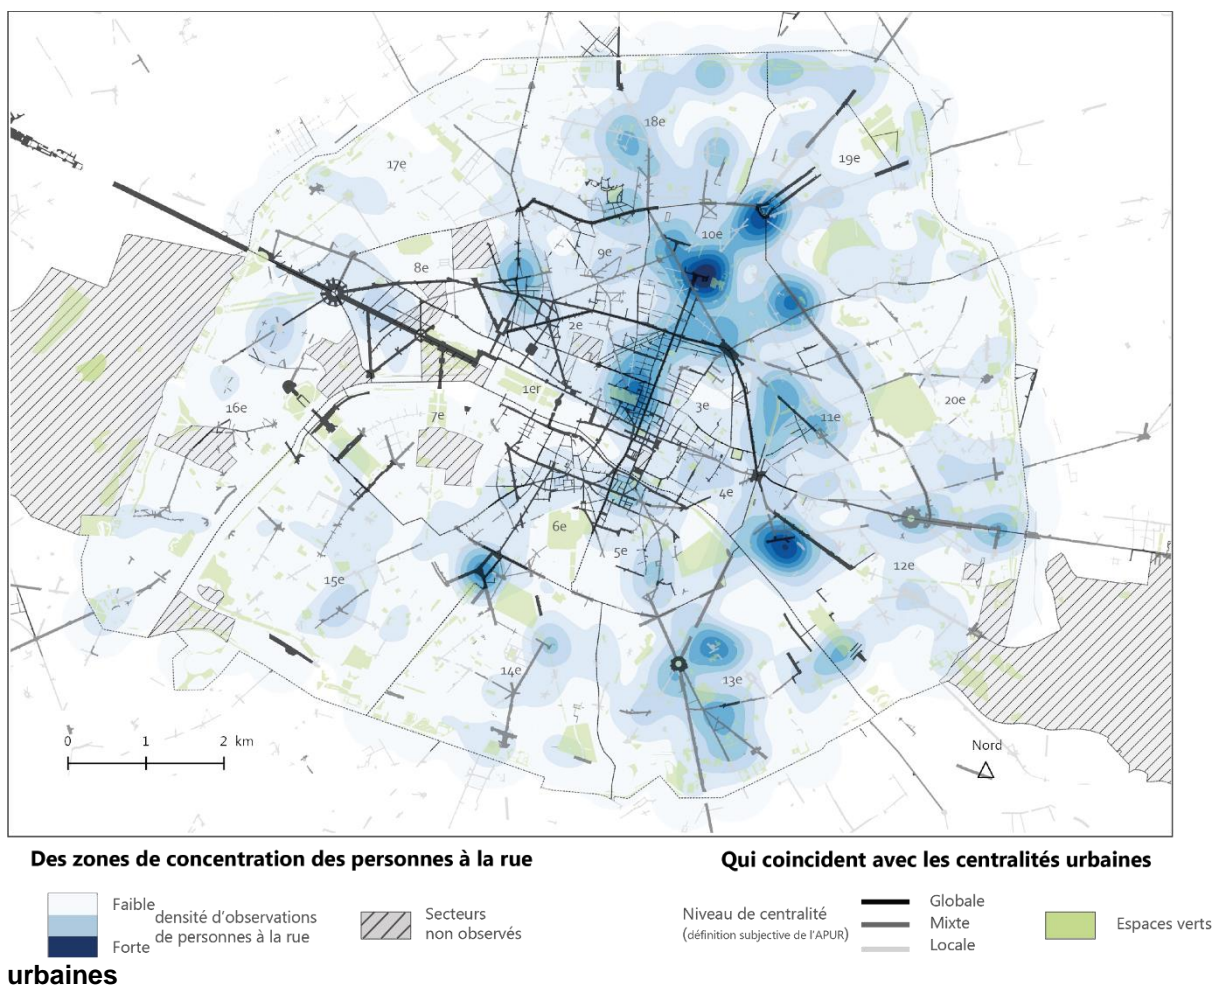 18e
19e
17e
10e
9e
8e
2e
1er
3e
20e
16e
7e
11e
4e
6e
5e
12e
15e
14e
13e
0 1 2 km
Nord
Des zones de concentration des personnes à la rue
Qui coincident avec les centralités urbaines
Faible
densité d'observations
de personnes à la rue
Forte
Secteurs
non observés
Niveau de centralité
(définition subjective de l'APUR)
Globale
Mixte
Locale
Espaces verts
urbaines